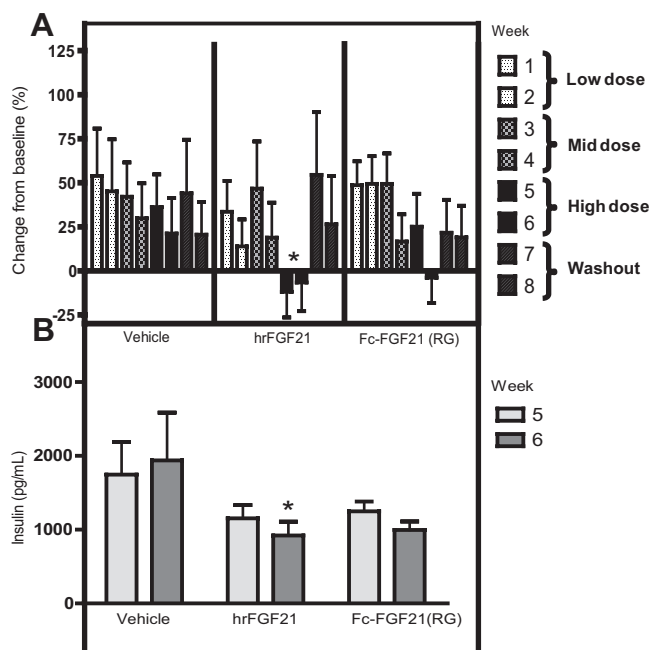 A
Week
125
100
75
50
25
0
-25
Change from baseline (%)
*
1
2
Low dose
3
4
Mid dose
5
6
High dose
7
8
Washout
Vehicle
hrFGF21
Fc-FGF21 (RG)
B
Week
5
6
3000
2000
1000
0
Insulin (pg/mL)
*
Vehicle
hrFGF21
Fc-FGF21(RG)